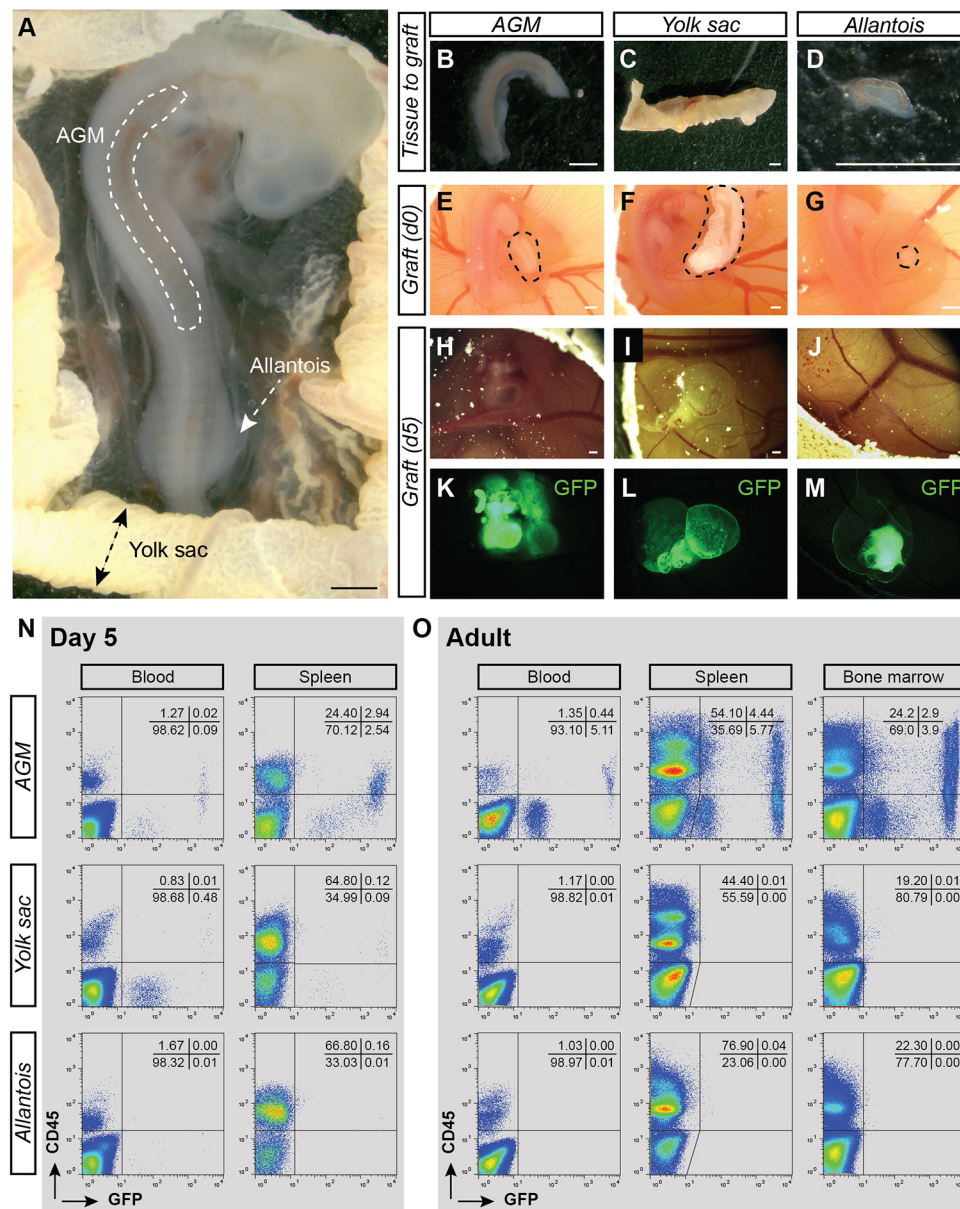 A
AGM
Allantois
Yolk sac
AGM
Yolk sac
Allantois
Tissue to graft
B
C
D
Graft (d0)
E
F
G
Graft (d5)
H
I
J
K
GFP
L
GFP
M
GFP
N
Day 5
Blood
Spleen
O
Adult
Blood
Spleen
Bone marrow
AGM
1.27 0.02
98.62 0.09
24.40 2.94
70.12 2.54
1.35 0.44
93.10 5.11
54.10 4.44
35.69 5.77
24.2 2.9
69.0 3.9
Yolk sac
0.83 0.01
98.68 0.48
64.80 0.12
34.99 0.09
1.17 0.00
98.82 0.01
44.40 0.01
55.59 0.00
19.20 0.01
80.79 0.00
Allantois
1.67 0.00
98.32 0.01
66.80 0.16
33.03 0.01
1.03 0.00
98.97 0.01
76.90 0.04
23.06 0.00
22.30 0.00
77.70 0.00
CD45
GFP
CD45
GFP